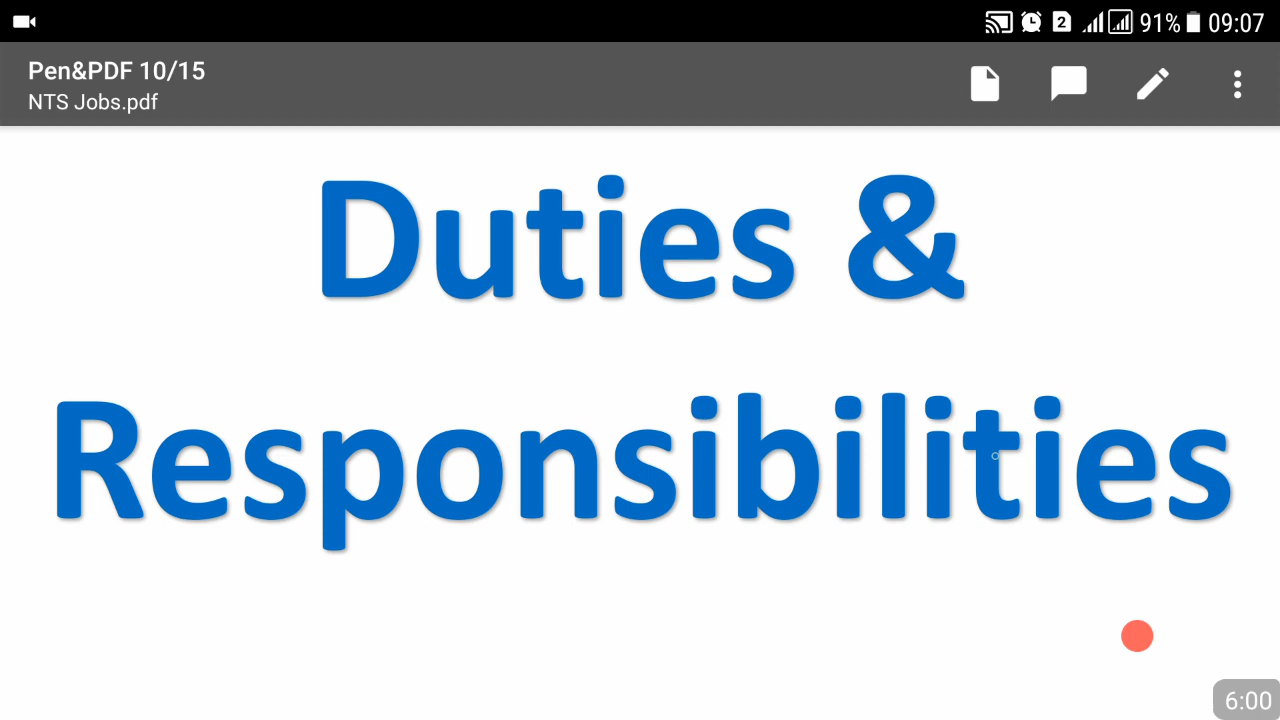 2 91% 09:07
Pen&PDF 10/15
NTS Jobs.pdf
Duties &
Responsibilities
6:00